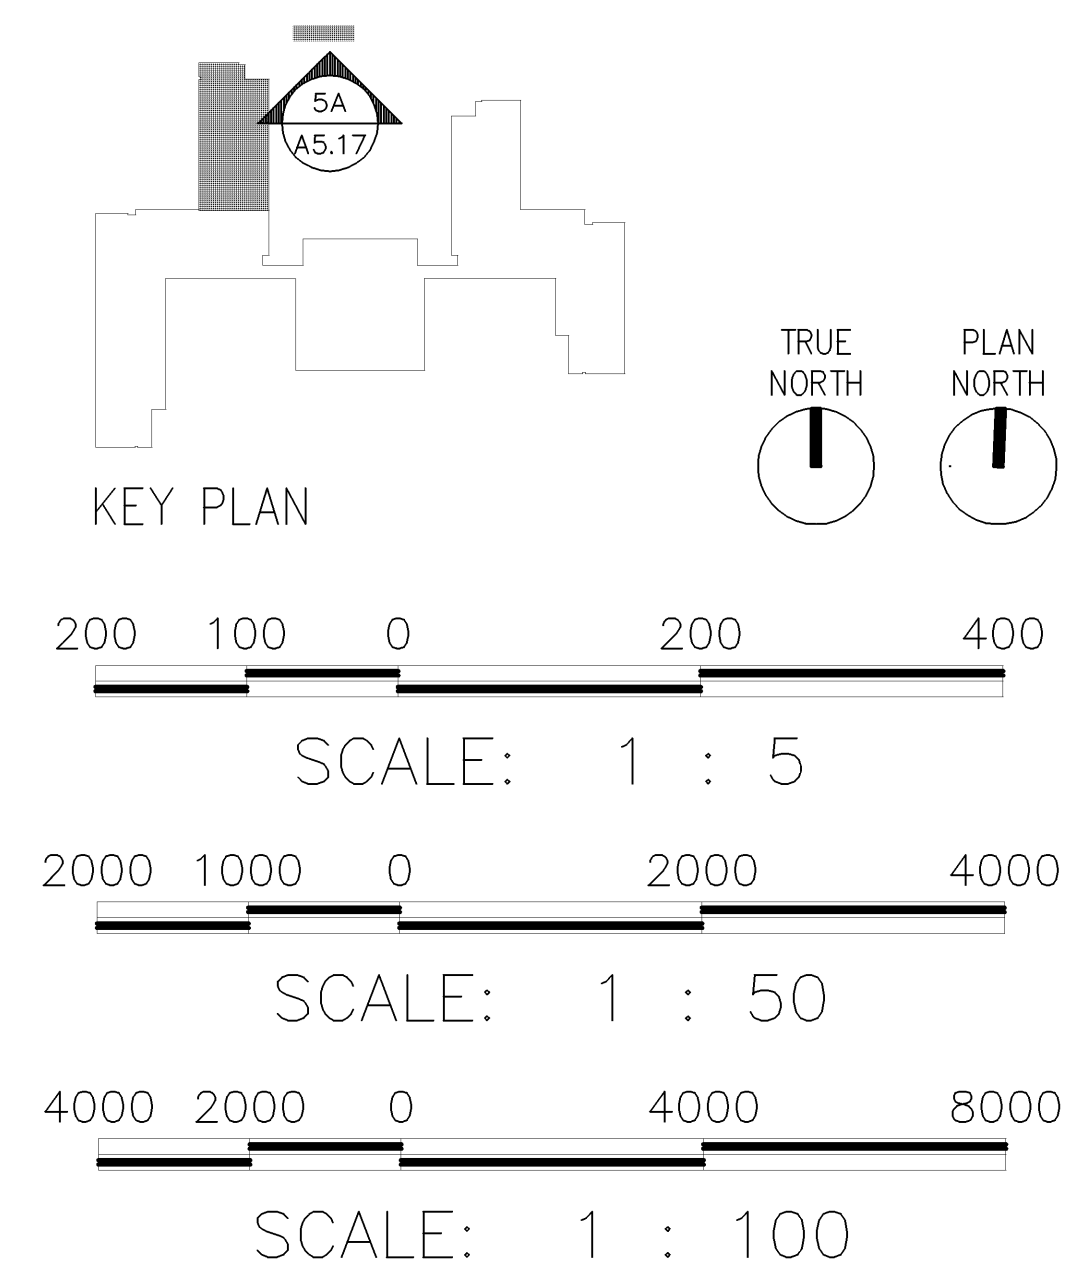 5A
A5.17
TRUE
NORTH
PLAN
NORTH
KEY PLAN
200 100 0 200 400
SCALE: 1 : 5
2000 1000 0 2000 4000
SCALE: 1 : 50
4000 2000 0 4000 8000
SCALE: 1 : 100